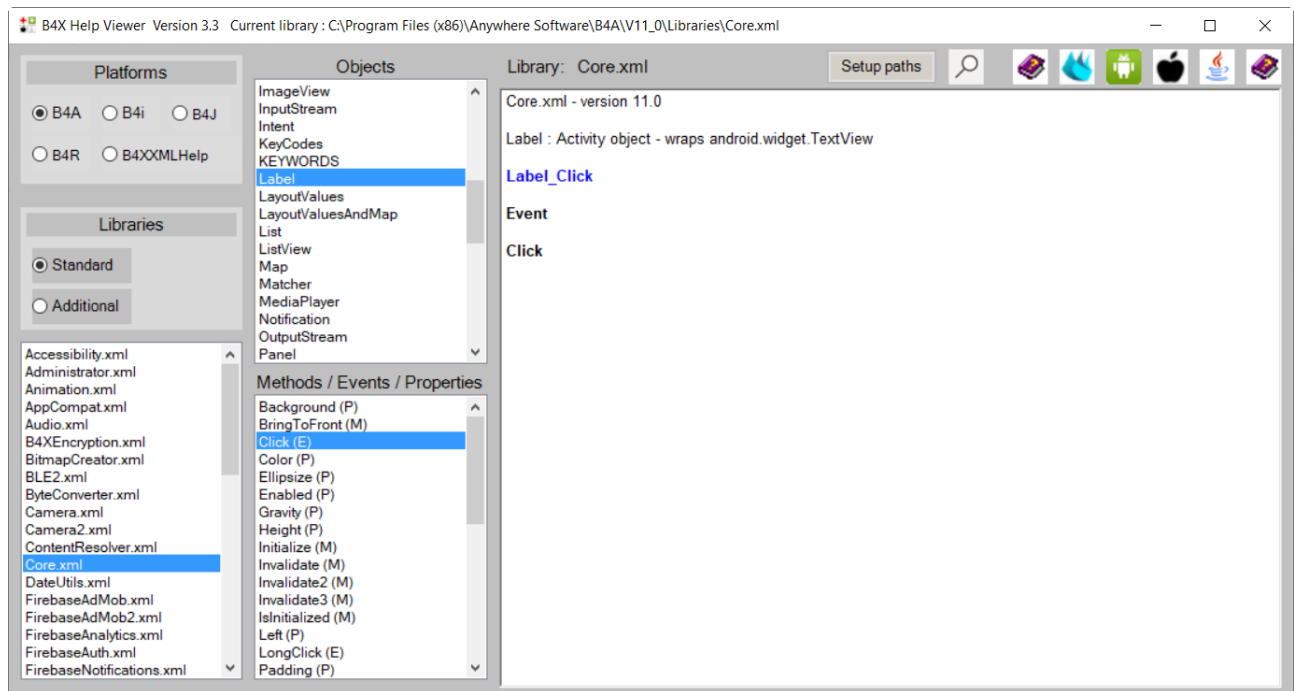 B4X Help Viewer  Version 3.3   Current library : C:\Program Files (x86)\Anywhere Software\B4A\V11_0\Libraries\Core.xml
Platforms
B4A B4i B4J
B4R B4XXMLHelp
Libraries
Standard
Additional
Accessibility.xml
Administrator.xml
Animation.xml
AppCompat.xml
Audio.xml
B4XEncryption.xml
BitmapCreator.xml
BLE2.xml
ByteConverter.xml
Camera.xml
Camera2.xml
ContentResolver.xml
Core.xml
DateUtils.xml
FirebaseAdMob.xml
FirebaseAdMob2.xml
FirebaseAnalytics.xml
FirebaseAuth.xml
FirebaseNotifications.xml
Objects
ImageView
InputStream
Intent
KeyCodes
KEYWORDS
Label
LayoutValues
LayoutValuesAndMap
List
ListView
Map
Matcher
MediaPlayer
Notification
OutputStream
Panel
Methods / Events / Properties
Background (P)
BringToFront (M)
Click (E)
Color (P)
Ellipsize (P)
Enabled (P)
Gravity (P)
Height (P)
Initialize (M)
Invalidate (M)
Invalidate2 (M)
Invalidate3 (M)
IsInitialized (M)
Left (P)
LongClick (E)
Padding (P)
Library:   Core.xml
Setup paths
Core.xml - version 11.0
Label : Activity object - wraps android.widget.TextView
Label_Click
Event
Click